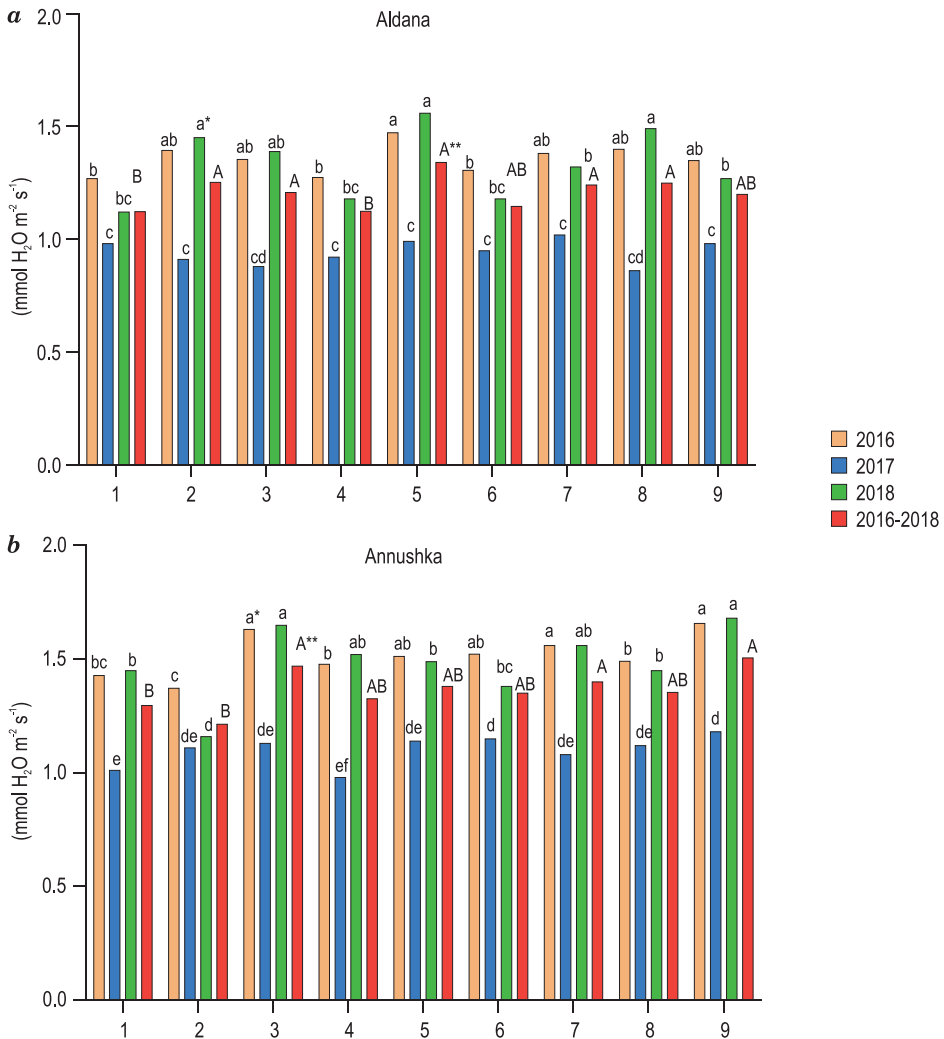 a
Aldana
2.0
1.5
1.0
0.5
0.0
(mmol H₂O m⁻² s⁻¹)
b c bc B
ab c a* A
ab cd ab A
b c bc B
a c a A**
b c bc AB
ab c b A
ab cd a A
ab c b AB
1 2 3 4 5 6 7 8 9
2016
2017
2018
2016-2018
b
Annushka
2.0
1.5
1.0
0.5
0.0
(mmol H₂O m⁻² s⁻¹)
bc e b B
c de d B
a* de a A**
b ef ab AB
ab de b AB
ab d bc AB
a de ab A
b de b AB
a d a A
1 2 3 4 5 6 7 8 9